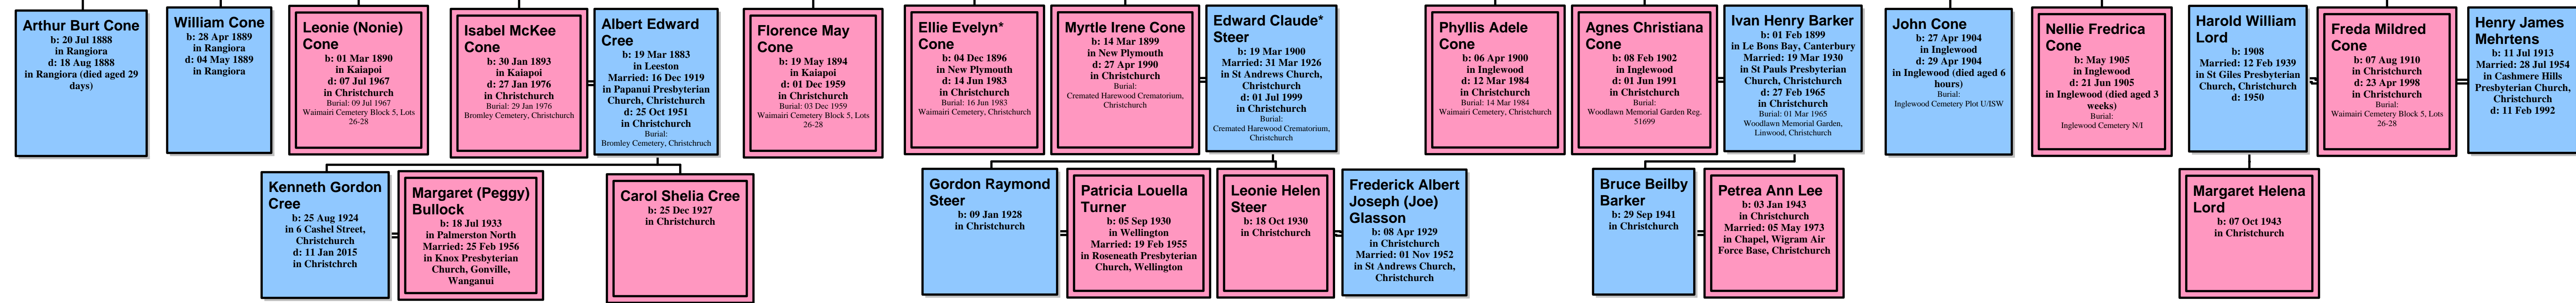 Arthur Burt Cone
b: 20 Jul 1888
in Rangiora
d: 18 Aug 1888
in Rangiora (died aged 29
days)
William Cone
b: 28 Apr 1889
in Rangiora
d: 04 May 1889
in Rangiora
Leonie (Nonie)
Cone
b: 01 Mar 1890
in Kaiapoi
d: 07 Jul 1967
in Christchurch
Burial: 09 Jul 1967
Waimairi Cemetery Block 5, Lots
26-28
Isabel McKee
Cone
b: 30 Jan 1893
in Kaiapoi
d: 27 Jan 1976
in Christchurch
Burial: 29 Jan 1976
Bromley Cemetery, Christchurch
Albert Edward
Cree
b: 19 Mar 1883
in Leeston
Married: 16 Dec 1919
in Papanui Presbyterian
Church, Christchurch
d: 25 Oct 1951
in Christchurch
Burial:
Bromley Cemetery, Christchruch
Florence May
Cone
b: 19 May 1894
in Kaiapoi
d: 01 Dec 1959
in Christchurch
Burial: 03 Dec 1959
Waimairi Cemetery Block 5, Lots
26-28
Ellie Evelyn*
Cone
b: 04 Dec 1896
in New Plymouth
d: 14 Jun 1983
in Christchurch
Burial: 16 Jun 1983
Waimairi Cemetery, Christchurch
Myrtle Irene Cone
b: 14 Mar 1899
in New Plymouth
d: 27 Apr 1990
in Christchurch
Burial:
Cremated Harewood Crematorium,
Christchurch
Edward Claude*
Steer
b: 19 Mar 1900
Married: 31 Mar 1926
in St Andrews Church,
Christchurch
d: 01 Jul 1999
in Christchurch
Burial:
Cremated Harewood Crematorium,
Christchurch
Phyllis Adele
Cone
b: 06 Apr 1900
in Inglewood
d: 12 Mar 1984
in Christchurch
Burial: 14 Mar 1984
Waimairi Cemetery, Christchurch
Agnes Christiana
Cone
b: 08 Feb 1902
in Inglewood
d: 01 Jun 1991
in Christchurch
Burial:
Woodlawn Memorial Garden Reg.
51699
Ivan Henry Barker
b: 01 Feb 1899
in Le Bons Bay, Canterbury
Married: 19 Mar 1930
in St Pauls Presbyterian
Church, Christchurch
d: 27 Feb 1965
in Christchurch
Burial: 01 Mar 1965
Woodlawn Memorial Garden,
Linwood, Christchurch
John Cone
b: 27 Apr 1904
in Inglewood
d: 29 Apr 1904
in Inglewood (died aged 6
hours)
Burial:
Inglewood Cemetery Plot U/ISW
Nellie Fredrica
Cone
b: May 1905
in Inglewood
d: 21 Jun 1905
in Inglewood (died aged 3
weeks)
Burial:
Inglewood Cemetery N/I
Harold William
Lord
b: 1908
Married: 12 Feb 1939
in St Giles Presbyterian
Church, Christchurch
d: 1950
Freda Mildred
Cone
b: 07 Aug 1910
in Christchurch
d: 23 Apr 1998
in Christchurch
Waimairi Cemetery Block 5, Lots
26-28
Henry James
Mehrtens
b: 11 Jul 1913
Married: 28 Jul 1954
in Cashmere Hills
Presbyterian Church,
Christchurch
d: 11 Feb 1992
Kenneth Gordon
Cree
b: 25 Aug 1924
in 6 Cashel Street,
Christchurch
d: 11 Jan 2015
in Christchrch
Margaret (Peggy)
Bullock
b: 18 Jul 1933
in Palmerston North
Married: 25 Feb 1956
in Knox Presbyterian
Church, Gonville,
Wanganui
Carol Shelia Cree
b: 25 Dec 1927
in Christchurch
Gordon Raymond
Steer
b: 09 Jan 1928
in Christchurch
Patricia Louella
Turner
b: 05 Sep 1930
in Wellington
Married: 19 Feb 1955
in Roseneath Presbyterian
Church, Wellington
Leonie Helen
Steer
b: 18 Oct 1930
in Christchurch
Frederick Albert
Joseph (Joe)
Glasson
b: 08 Apr 1929
in Christchurch
Married: 01 Nov 1952
in St Andrews Church,
Christchurch
Bruce Beilby
Barker
b: 29 Sep 1941
in Christchurch
Petrea Ann Lee
b: 03 Jan 1943
in Christchurch
Married: 05 May 1973
in Chapel, Wigram Air
Force Base, Christchurch
Margaret Helena
Lord
b: 07 Oct 1943
in Christchurch